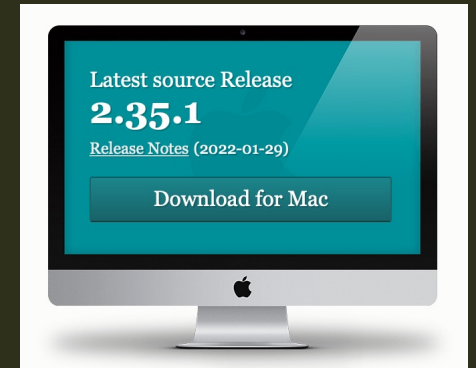 Latest source Release
2.35.1
Release Notes (2022-01-29)
Download for Mac